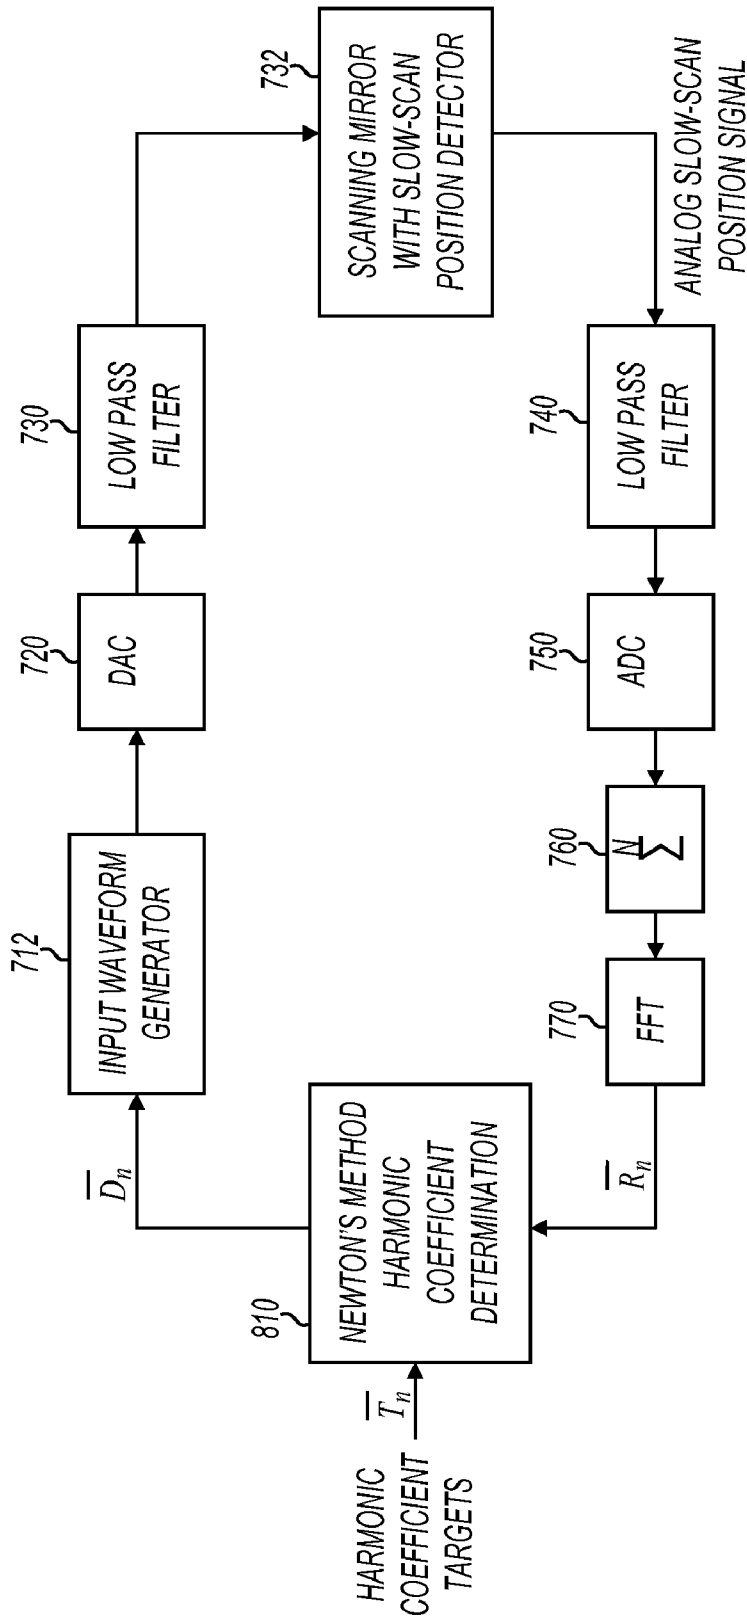 HARMONIC
COEFFICIENT
TARGETS
T̅n
810
NEWTON'S METHOD
HARMONIC
COEFFICIENT
DETERMINATION
D̅n
712
INPUT WAVEFORM
GENERATOR
720
DAC
730
LOW PASS
FILTER
732
SCANNING MIRROR
WITH SLOW-SCAN
POSITION DETECTOR
ANALOG SLOW-SCAN
POSITION SIGNAL
740
LOW PASS
FILTER
750
ADC
760
N
Σ
770
FFT
R̅n